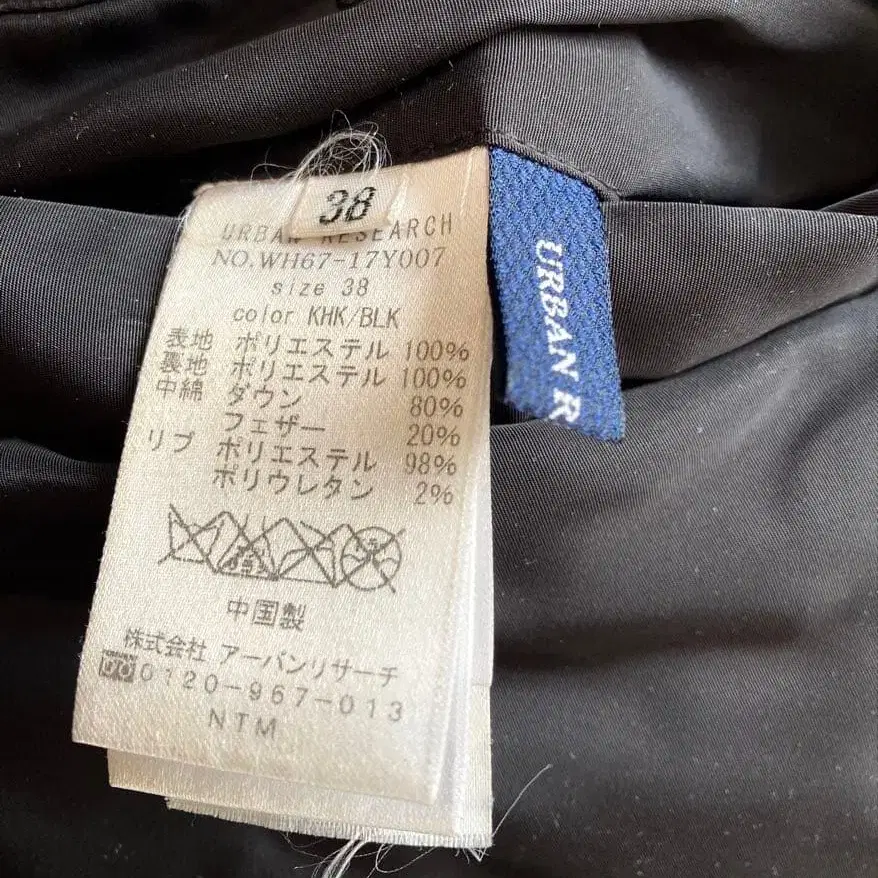 38
URBAN RESEARCH
NO.WH67-17Y007
size 38
color KHK/BLK
表地 ポリエステル 100%
裏地 ポリエステル 100%
中綿 ダウン 80%
フェザー 20%
リブ ポリエステル 98%
ポリウレタン 2%
中国製
株式会社 アーバンリサーチ
0120-967-013
NTM
URBAN R